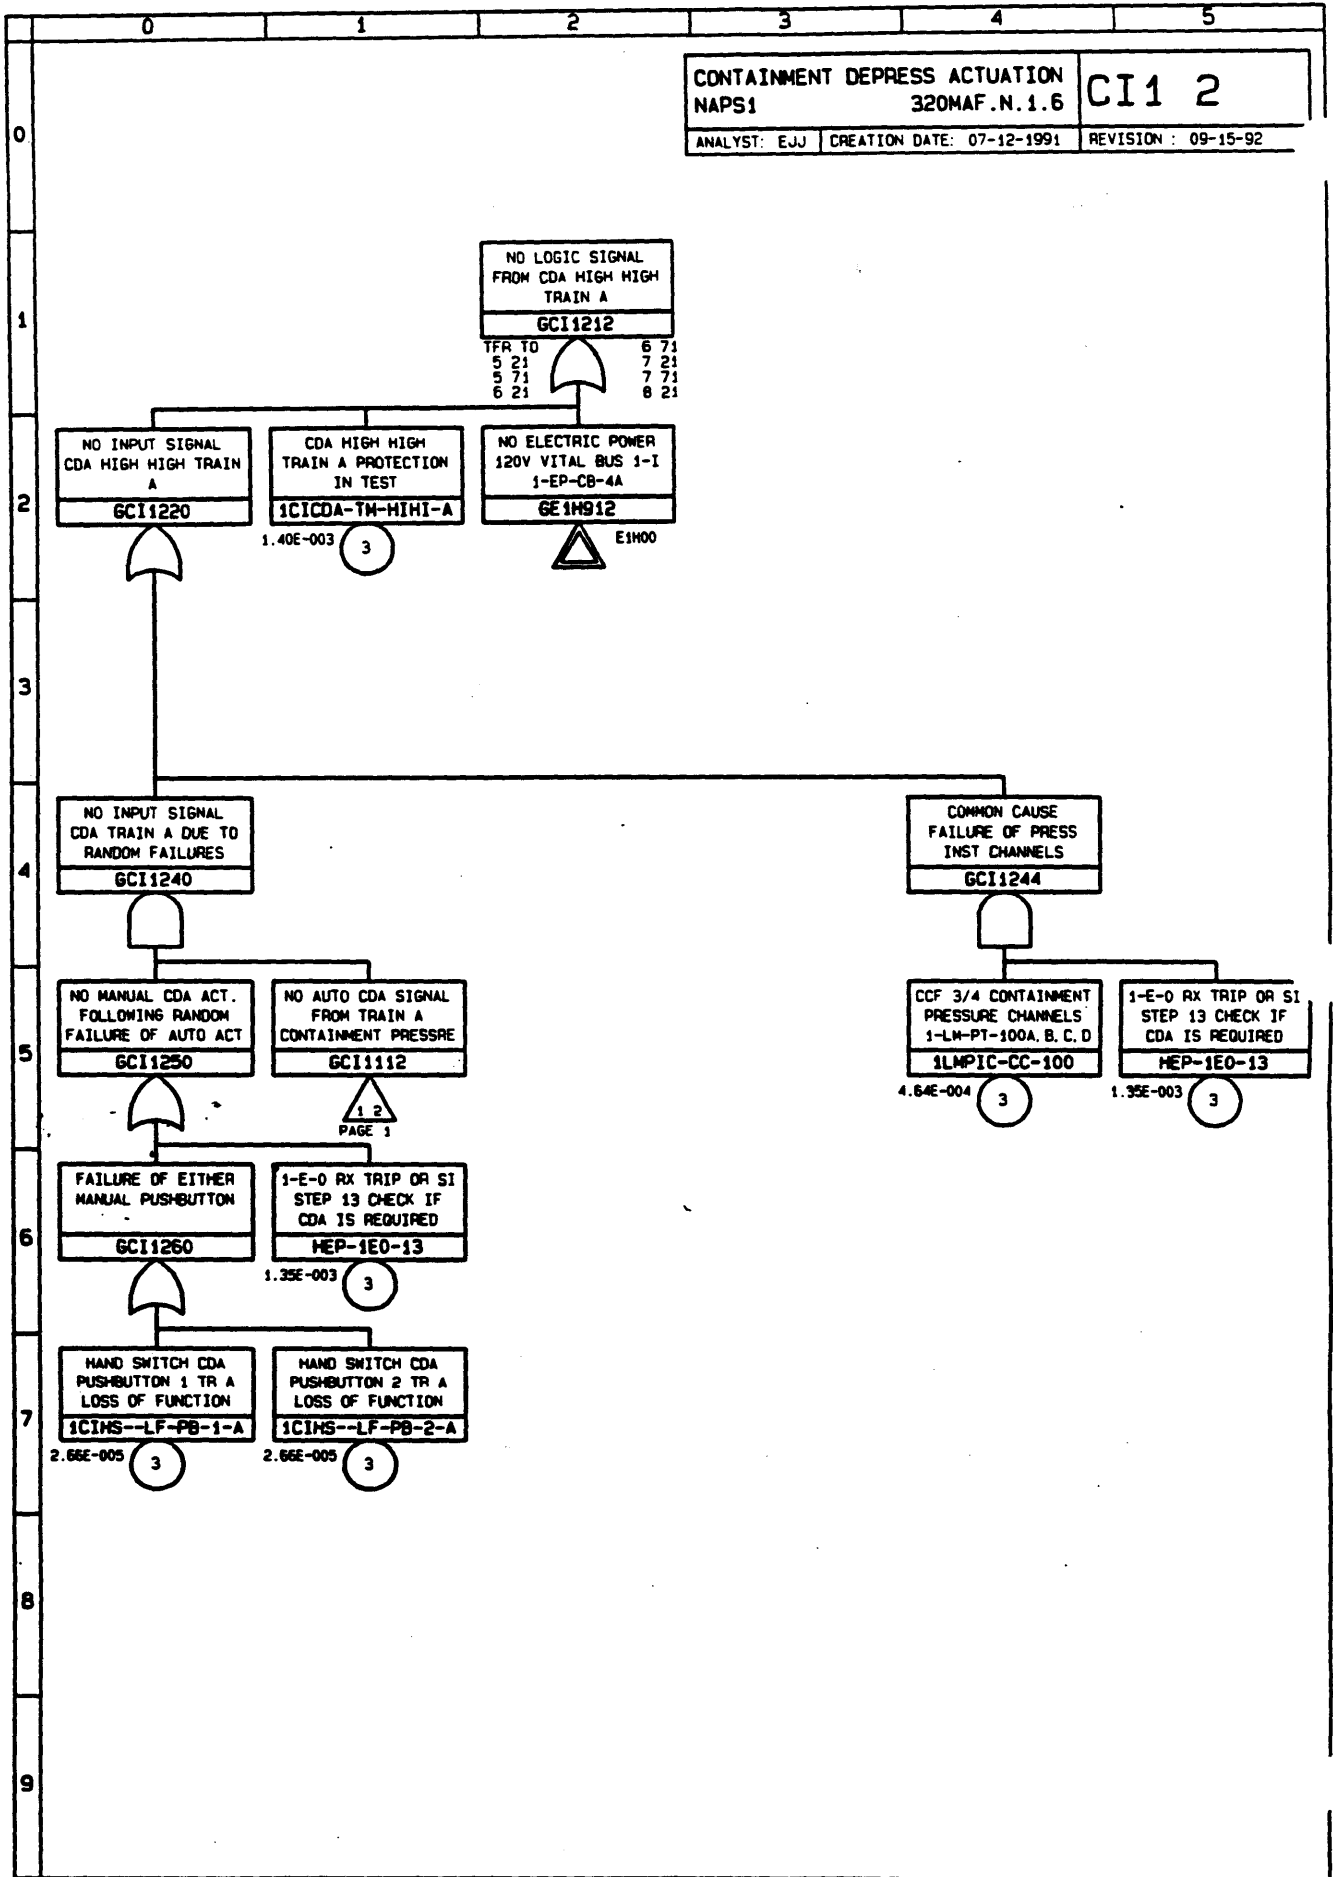 0 1 2 3 4 5
CONTAINMENT DEPRESS ACTUATION
NAPS1 320MAF.N.1.6
CI1 2
ANALYST: EJJ CREATION DATE: 07-12-1991 REVISION : 09-15-92
0
NO LOGIC SIGNAL
FROM CDA HIGH HIGH
TRAIN A
GCI1212
1
TFR TO 6 71
5 21 7 21
5 71 7 71
6 21 8 21
NO INPUT SIGNAL
CDA HIGH HIGH TRAIN
A
GCI1220
CDA HIGH HIGH
TRAIN A PROTECTION
IN TEST
1CICDA-TM-HIHI-A
1.40E-003 3
NO ELECTRIC POWER
120V VITAL BUS 1-I
1-EP-CB-4A
GE1H912
E1H00
2
3
NO INPUT SIGNAL
CDA TRAIN A DUE TO
RANDOM FAILURES
GCI1240
COMMON CAUSE
FAILURE OF PRESS
INST CHANNELS
GCI1244
4
NO MANUAL CDA ACT.
FOLLOWING RANDOM
FAILURE OF AUTO ACT
GCI1250
NO AUTO CDA SIGNAL
FROM TRAIN A
CONTAINMENT PRESSRE
GCI1112
1 2
PAGE 1
CCF 3/4 CONTAINMENT
PRESSURE CHANNELS
1-LM-PT-100A, B, C, D
1LMPIC-CC-100
4.64E-004 3
1-E-0 RX TRIP OR SI
STEP 13 CHECK IF
CDA IS REQUIRED
HEP-1E0-13
1.35E-003 3
5
FAILURE OF EITHER
MANUAL PUSHBUTTON
GCI1260
1-E-0 RX TRIP OR SI
STEP 13 CHECK IF
CDA IS REQUIRED
HEP-1E0-13
1.35E-003 3
6
HAND SWITCH CDA
PUSHBUTTON 1 TR A
LOSS OF FUNCTION
1CIHS--LF-PB-1-A
2.66E-005 3
HAND SWITCH CDA
PUSHBUTTON 2 TR A
LOSS OF FUNCTION
1CIHS--LF-PB-2-A
2.66E-005 3
7
8
9